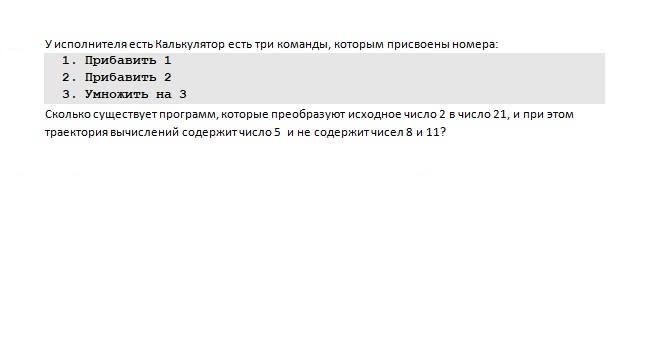 У исполнителя есть Калькулятор есть три команды, которым присвоены номера:
1. Прибавить 1
2. Прибавить 2
3. Умножить на 3
Сколько существует программ, которые преобразуют исходное число 2 в число 21, и при этом
траектория вычислений содержит число 5 и не содержит чисел 8 и 11?